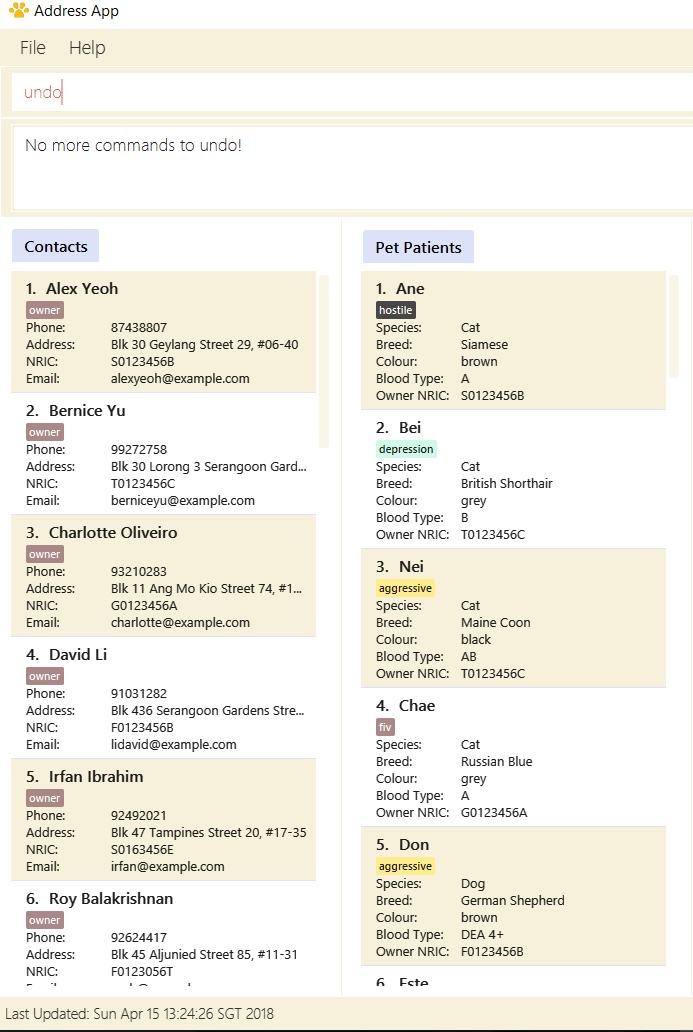 Address App
File Help
undo
No more commands to undo!
Contacts
1. Alex Yeoh
owner
Phone: 87438807
Address: Blk 30 Geylang Street 29, #06-40
NRIC: S0123456B
Email: alexyeoh@example.com
2. Bernice Yu
owner
Phone: 99272758
Address: Blk 30 Lorong 3 Serangoon Gard...
NRIC: T0123456C
Email: berniceyu@example.com
3. Charlotte Oliveiro
owner
Phone: 93210283
Address: Blk 11 Ang Mo Kio Street 74, #1...
NRIC: G0123456A
Email: charlotte@example.com
4. David Li
owner
Phone: 91031282
Address: Blk 436 Serangoon Gardens Stre...
NRIC: F0123456B
Email: lidavid@example.com
5. Irfan Ibrahim
owner
Phone: 92492021
Address: Blk 47 Tampines Street 20, #17-35
NRIC: S0163456E
Email: irfan@example.com
6. Roy Balakrishnan
owner
Phone: 92624417
Address: Blk 45 Aljunied Street 85, #11-31
NRIC: F0123056T
Pet Patients
1. Ane
hostile
Species: Cat
Breed: Siamese
Colour: brown
Blood Type: A
Owner NRIC: S0123456B
2. Bei
depression
Species: Cat
Breed: British Shorthair
Colour: grey
Blood Type: B
Owner NRIC: T0123456C
3. Nei
aggressive
Species: Cat
Breed: Maine Coon
Colour: black
Blood Type: AB
Owner NRIC: T0123456C
4. Chae
fiv
Species: Cat
Breed: Russian Blue
Colour: grey
Blood Type: A
Owner NRIC: G0123456A
5. Don
aggressive
Species: Dog
Breed: German Shepherd
Colour: brown
Blood Type: DEA 4+
Owner NRIC: F0123456B
6. Este
Last Updated: Sun Apr 15 13:24:26 SGT 2018